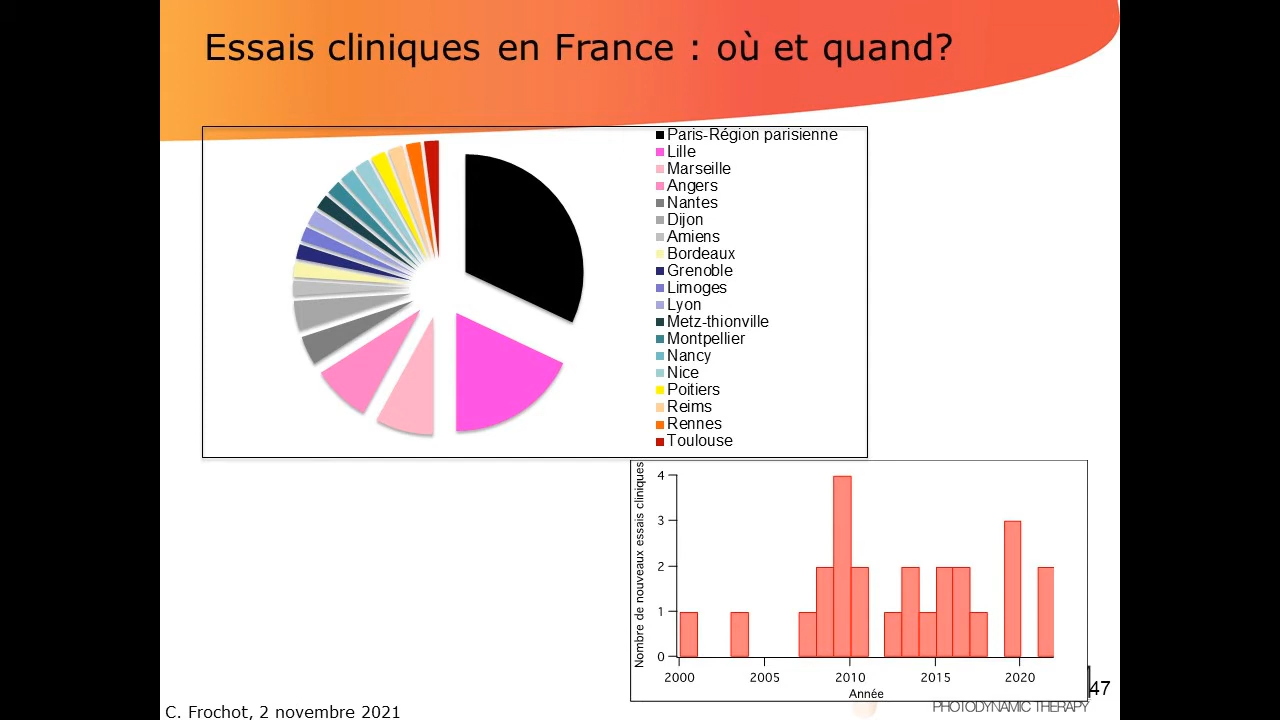 Essais cliniques en France : où et quand?
Paris-Région parisienne
Lille
Marseille
Angers
Nantes
Dijon
Amiens
Bordeaux
Grenoble
Limoges
Lyon
Metz-thionville
Montpellier
Nancy
Nice
Poitiers
Reims
Rennes
Toulouse
Nombre de nouveaux essais cliniques
4
3
2
1
0
2000 2005 2010 2015 2020
Année
47
PHOTODYNAMIC THERAPY
C. Frochot, 2 novembre 2021